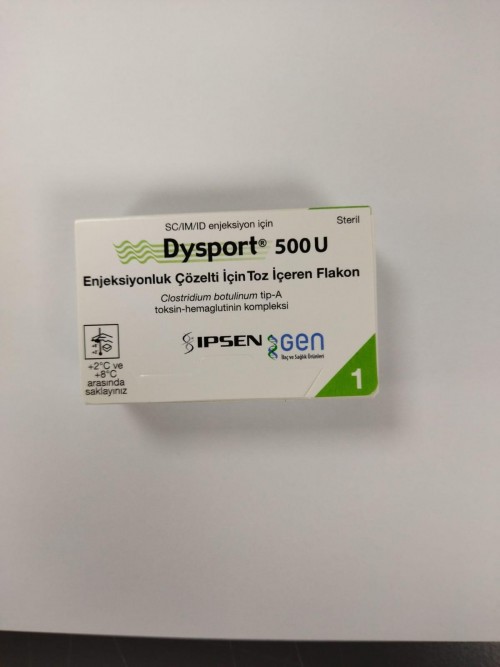 SC/IM/ID enjeksiyon için
Steril
Dysport® 500 U
Enjeksiyonluk Çözelti İçin Toz İçeren Flakon
Clostridium botulinum tip-A
toksin-hemaglutinin kompleksi
IPSEN
GEN
İlaç ve Sağlık Ürünleri
+2°C ve
+8°C
arasında
saklayınız
1